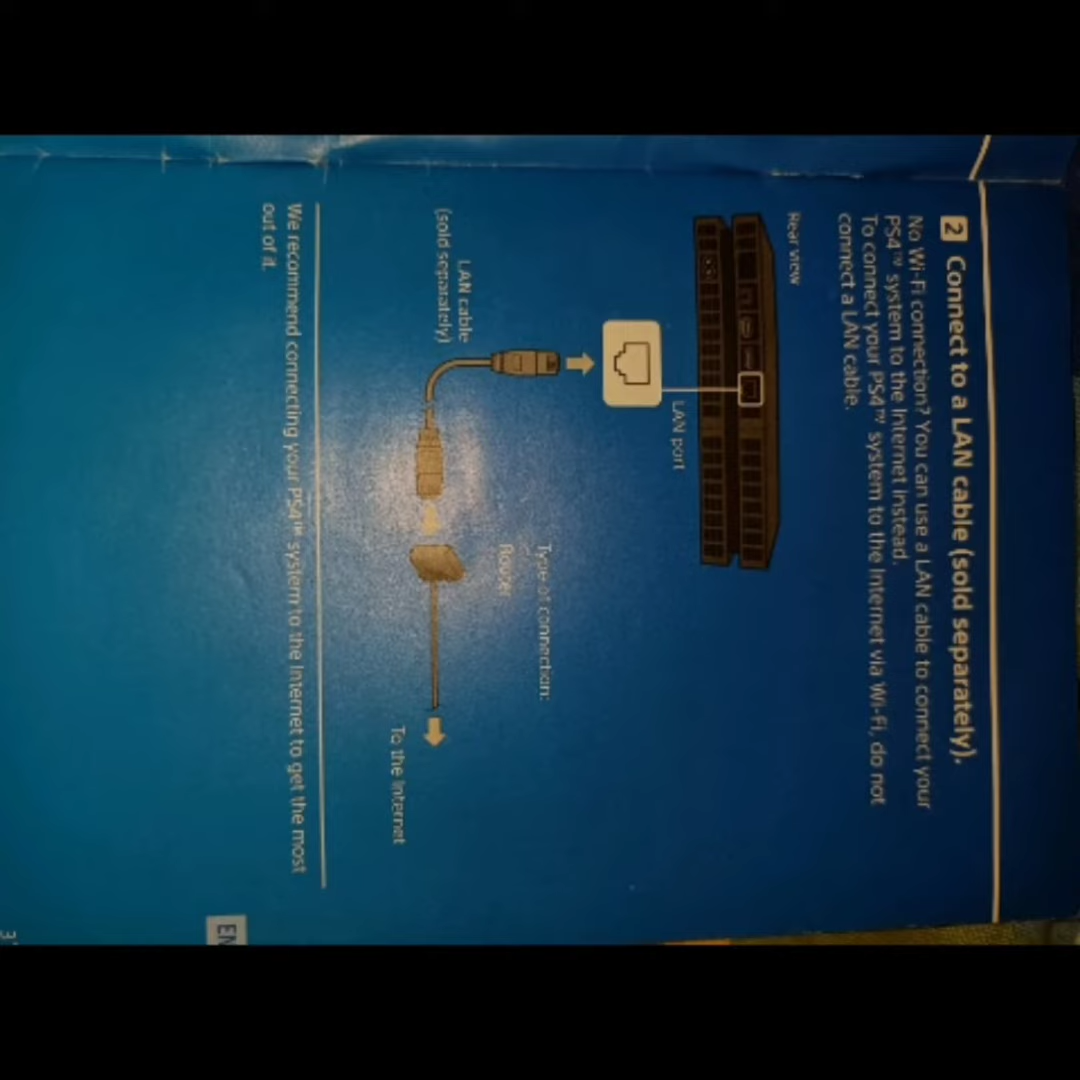 2 Connect to a LAN cable (sold separately).
No Wi-Fi connection? You can use a LAN cable to connect your
PS4™ system to the Internet instead.
To connect your PS4™ system to the Internet via Wi-Fi, do not
connect a LAN cable.
Rear view
LAN port
Type of connection:
Router
LAN cable
(sold separately)
To the Internet
We recommend connecting your PS4™ system to the Internet to get the most
out of it.
EN